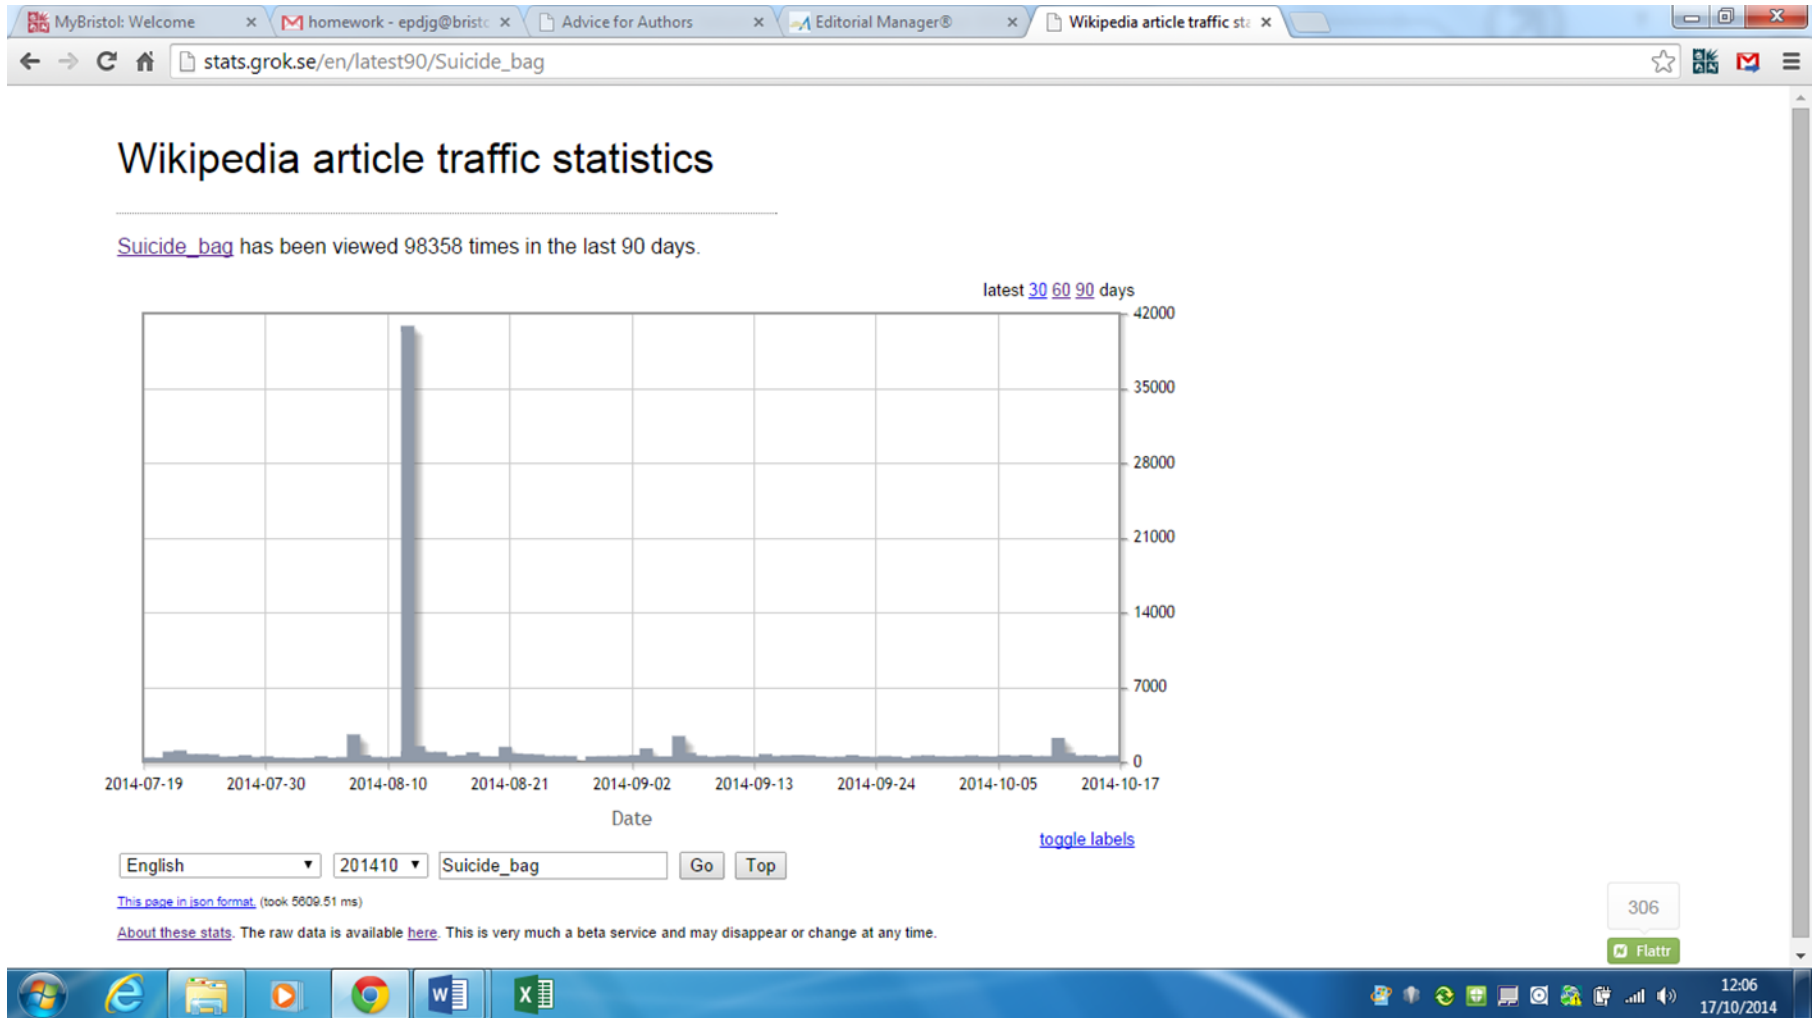 MyBristol: Welcome
homework - epdjg@bristo
Advice for Authors
Editorial Manager®
Wikipedia article traffic sta
stats.grok.se/en/latest90/Suicide_bag
Wikipedia article traffic statistics
Suicide_bag has been viewed 98358 times in the last 90 days.
latest 30 60 90 days
42000
35000
28000
21000
14000
7000
0
2014-07-19 2014-07-30 2014-08-10 2014-08-21 2014-09-02 2014-09-13 2014-09-24 2014-10-05 2014-10-17
Date
toggle labels
English 201410 Suicide_bag Go Top
This page in json format. (took 5609.51 ms)
About these stats. The raw data is available here. This is very much a beta service and may disappear or change at any time.
306
Flattr
12:06
17/10/2014